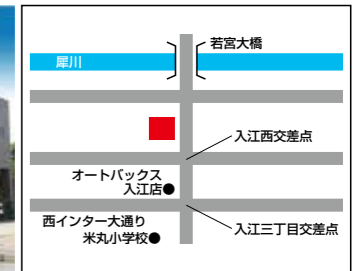 若宮大橋
犀川
入江西交差点
オートバックス
入江店●
西インター大通り
入江三丁目交差点
米丸小学校●